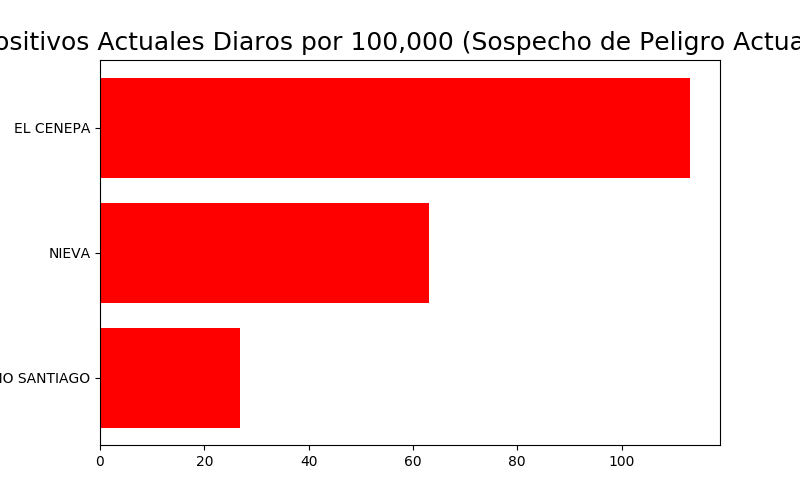 ositivos Actuales Diaros por 100,000 (Sospecho de Peligro Actua
EL CENEPA
NIEVA
IO SANTIAGO
0 20 40 60 80 100